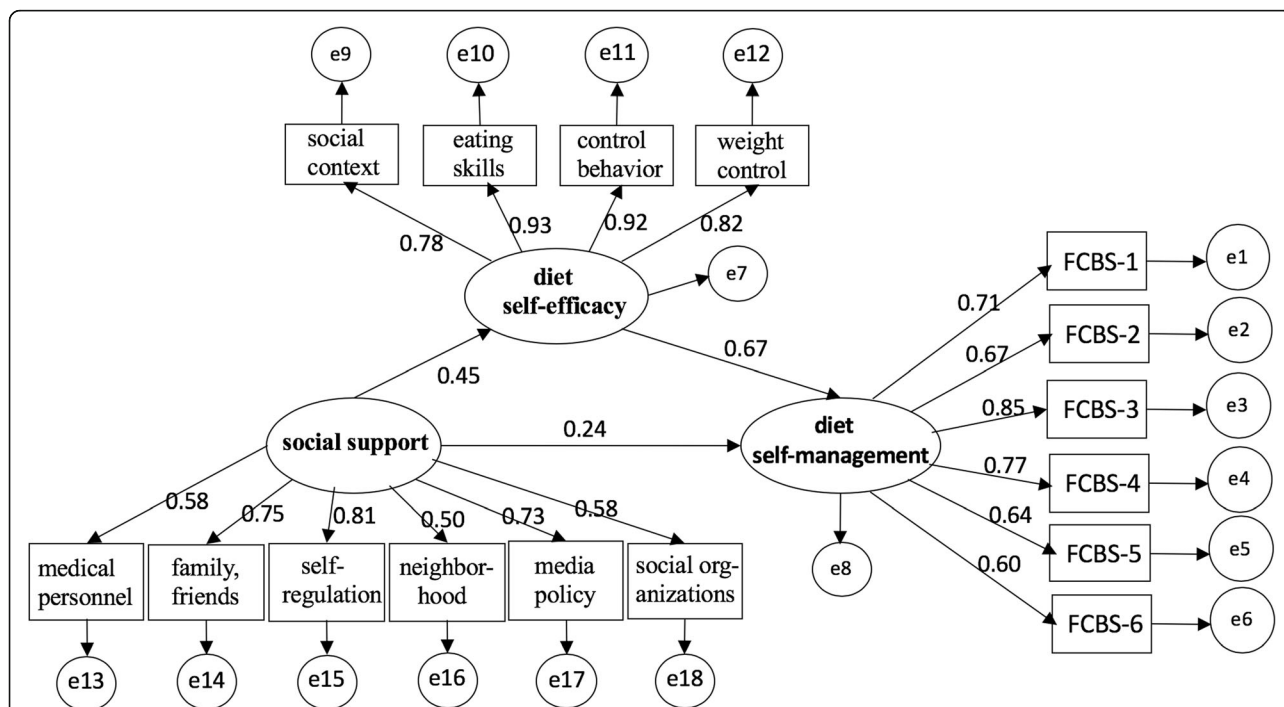 e9
e10
e11
e12
social
context
eating
skills
control
behavior
weight
control
0.78
0.93
0.92
0.82
diet
self-efficacy
e7
0.45
0.67
social support
0.24
diet
self-management
e8
0.71
0.67
0.85
0.77
0.64
0.60
FCBS-1
e1
FCBS-2
e2
FCBS-3
e3
FCBS-4
e4
FCBS-5
e5
FCBS-6
e6
0.58
0.75
0.81
0.50
0.73
0.58
medical
personnel
family,
friends
self-
regulation
neighbor-
hood
media
policy
social org-
anizations
e13
e14
e15
e16
e17
e18